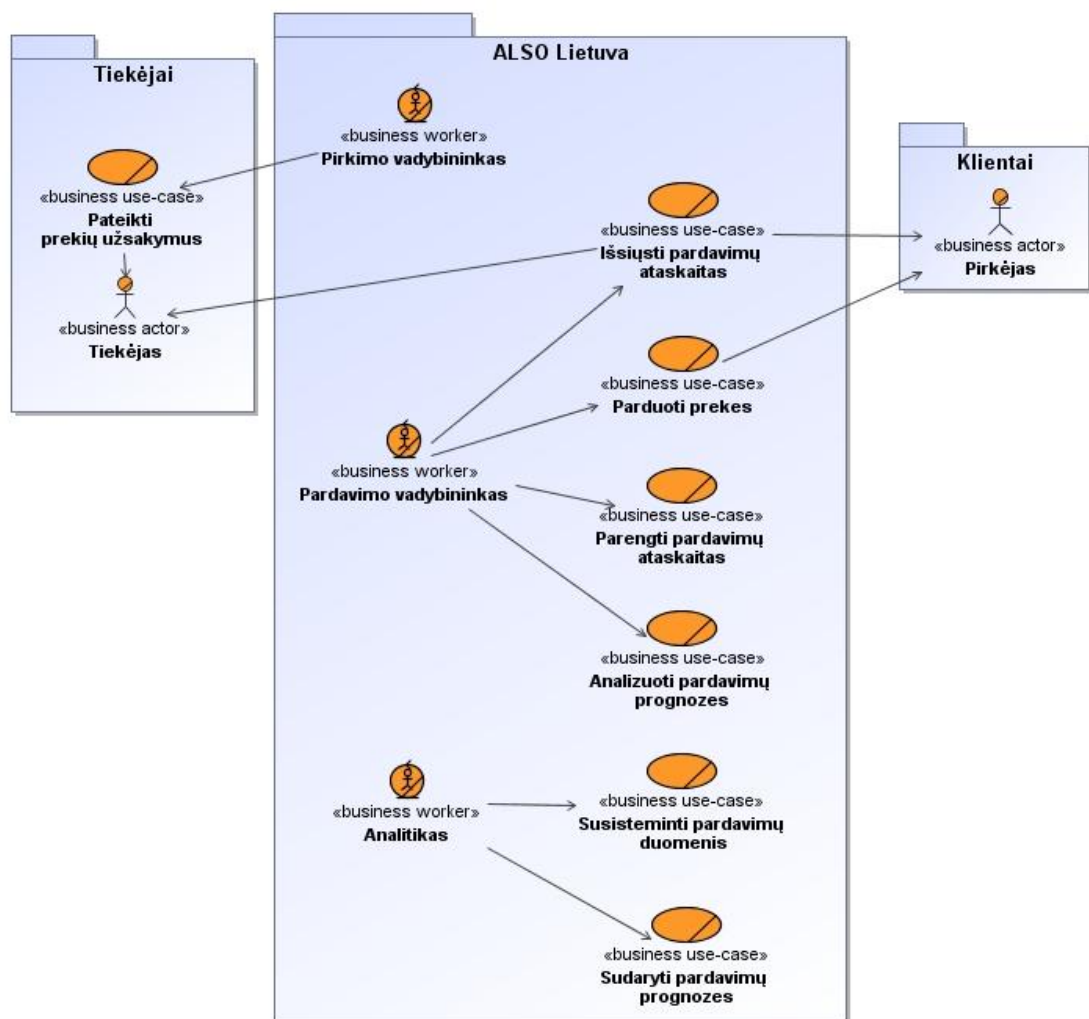 Tiekėjai
«business use-case»
Pateikti
prekių užsakymus
«business actor»
Tiekėjas
ALSO Lietuva
«business worker»
Pirkimo vadybininkas
«business use-case»
Išsiųsti pardavimų
ataskaitas
«business use-case»
Parduoti prekes
«business worker»
Pardavimo vadybininkas
«business use-case»
Parengti pardavimų
ataskaitas
«business use-case»
Analizuoti pardavimų
prognozes
«business worker»
Analitikas
«business use-case»
Susisteminti pardavimų
duomenis
«business use-case»
Sudaryti pardavimų
prognozes
Klientai
«business actor»
Pirkėjas